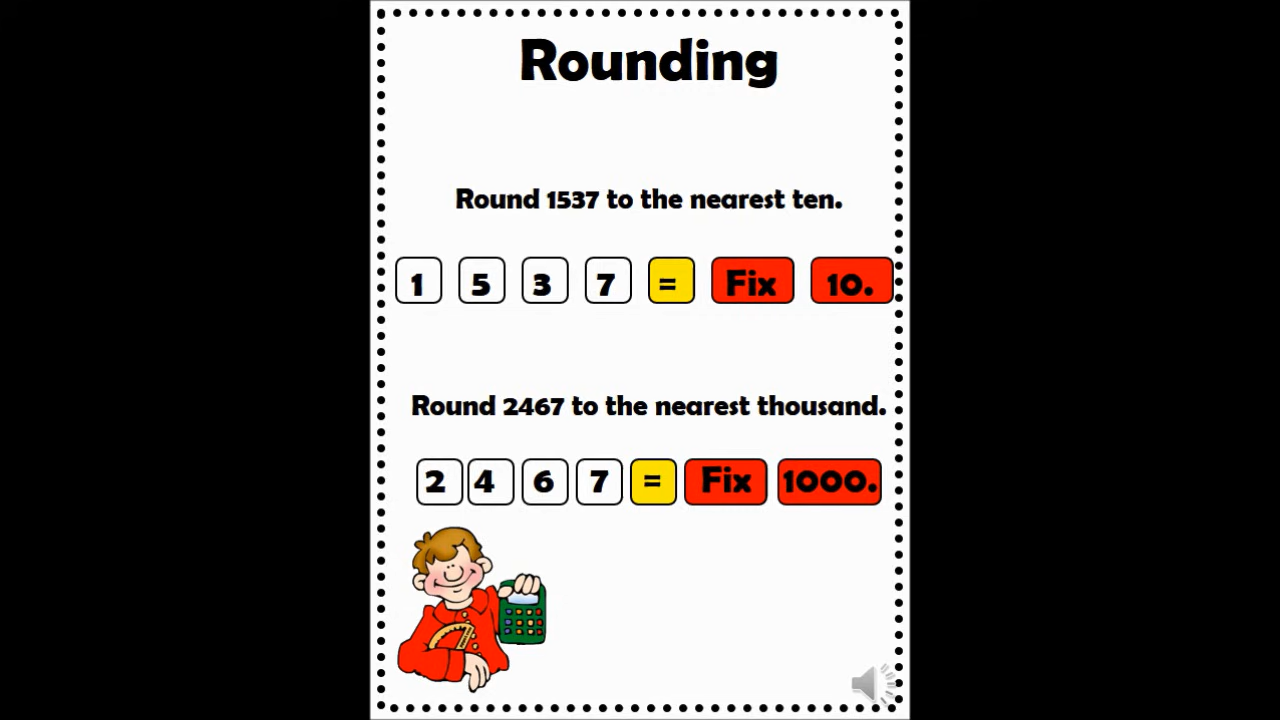 Rounding
Round 1537 to the nearest ten.
1 5 3 7 = Fix 10.
Round 2467 to the nearest thousand.
2 4 6 7 = Fix 1000.